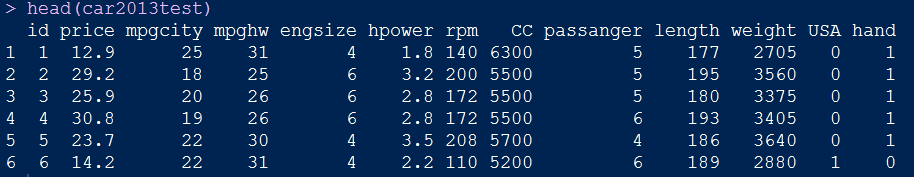 > head(car2013test)
id price mpgcity mpghw engsize hpower rpm CC passanger length weight USA hand
1 1 12.9 25 31 4 1.8 140 6300 5 177 2705 0 1
2 2 29.2 18 25 6 3.2 200 5500 5 195 3560 0 1
3 3 25.9 20 26 6 2.8 172 5500 5 180 3375 0 1
4 4 30.8 19 26 6 2.8 172 5500 6 193 3405 0 1
5 5 23.7 22 30 4 3.5 208 5700 4 186 3640 0 1
6 6 14.2 22 31 4 2.2 110 5200 6 189 2880 1 0